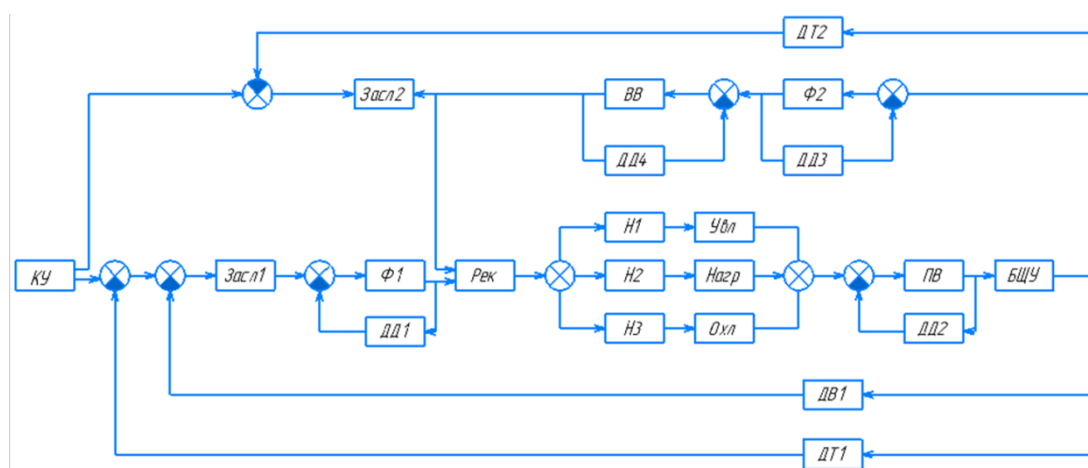 ДТ2
Засл2
ВВ
Ф2
ДД4
ДД3
Н1
Увл
КУ
Засл1
Ф1
Рек
Н2
Нагр
ПВ
БЩУ
ДД1
Н3
Охл
ДД2
ДВ1
ДТ1